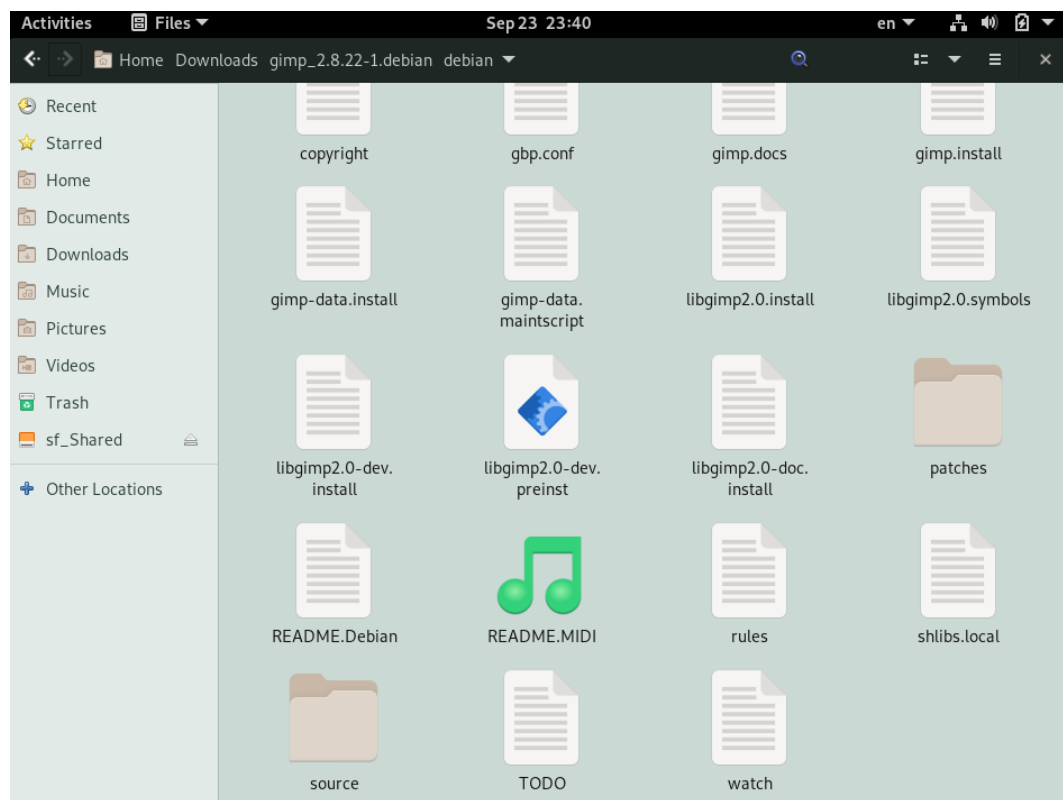 Activities Files Sep 23 23:40 en
Home Downloads gimp_2.8.22-1.debian debian
Recent
Starred
Home
Documents
Downloads
Music
Pictures
Videos
Trash
sf_Shared
Other Locations
copyright gbp.conf gimp.docs gimp.install
gimp-data.install gimp-data. libgimp2.0.install libgimp2.0.symbols
maintscript
libgimp2.0-dev. libgimp2.0-dev. libgimp2.0-doc. patches
install preinst install
README.Debian README.MIDI rules shlibs.local
source TODO watch